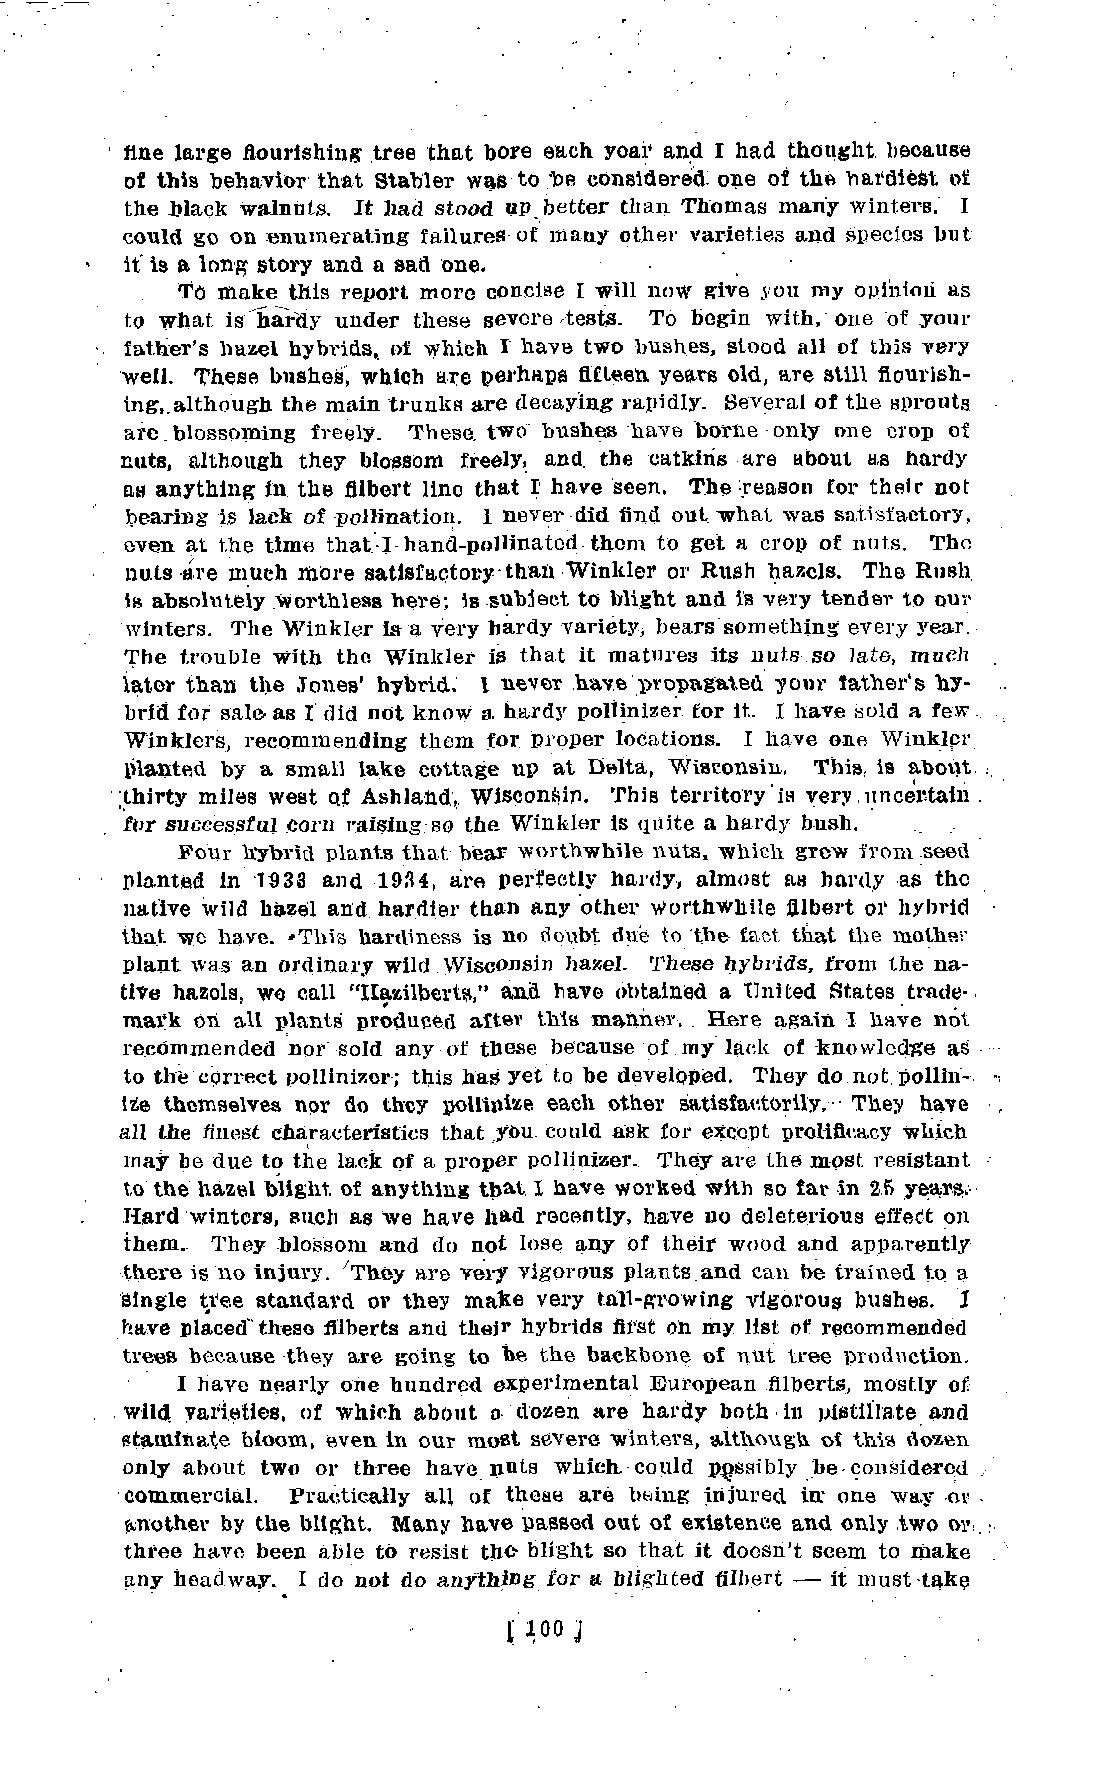 fine large flourishing tree that bore each year and I had thought because
of this behavior that Stabler was to be considered one of the hardiest of
the black walnuts. It had stood up better than Thomas many winters. I
could go on enumerating failures of many other varieties and species but
it is a long story and a sad one.
To make this report more concise I will now give you my opinion as
to what is hardy under these severe tests. To begin with, one of your
father's hazel hybrids, of which I have two bushes, stood all of this very
well. These bushes, which are perhaps fifteen years old, are still flourish-
ing, although the main trunks are decaying rapidly. Several of the sprouts
are blossoming freely. These two bushes have borne only one crop of
nuts, although they blossom freely, and the catkins are about as hardy
as anything in the filbert line that I have seen. The reason for their not
bearing is lack of pollination. I never did find out what was satisfactory,
even at the time that I hand-pollinated them to get a crop of nuts. The
nuts are much more satisfactory than Winkler or Rush hazels. The Rush
is absolutely worthless here; is subject to blight and is very tender to our
winters. The Winkler is a very hardy variety, bears something every year.
The trouble with the Winkler is that it matures its nuts so late, much
later than the Jones' hybrid. I never have propagated your father's hy-
brid for sale as I did not know a hardy pollinizer for it. I have sold a few
Winklers, recommending them for proper locations. I have one Winkler
planted by a small lake cottage up at Delta, Wisconsin. This is about
thirty miles west of Ashland, Wisconsin. This territory is very uncertain
for successful corn raising so the Winkler is quite a hardy bush.
Four hybrid plants that bear worthwhile nuts, which grew from seed
planted in 1933 and 1934, are perfectly hardy, almost as hardy as the
native wild hazel and hardier than any other worthwhile filbert or hybrid
that we have. This hardiness is no doubt due to the fact that the mother
plant was an ordinary wild Wisconsin hazel. These hybrids, from the na-
tive hazels, we call "Hazilberts," and have obtained a United States trade-
mark on all plants produced after this manner. Here again I have not
recommended nor sold any of these because of my lack of knowledge as
to the correct pollinizer; this has yet to be developed. They do not pollin-
ize themselves nor do they pollinize each other satisfactorily. They have
all the finest characteristics that you could ask for except prolificacy which
may be due to the lack of a proper pollinizer. They are the most resistant
to the hazel blight of anything that I have worked with so far in 25 years.
Hard winters, such as we have had recently, have no deleterious effect on
them. They blossom and do not lose any of their wood and apparently
there is no injury. They are very vigorous plants and can be trained to a
single tree standard or they make very tall-growing vigorous bushes. I
have placed these filberts and their hybrids first on my list of recommended
trees because they are going to be the backbone of nut tree production.
I have nearly one hundred experimental European filberts, mostly of
wild varieties, of which about a dozen are hardy both in pistillate and
staminate bloom, even in our most severe winters, although of this dozen
only about two or three have nuts which could possibly be considered
commercial. Practically all of these are being injured in one way or
another by the blight. Many have passed out of existence and only two or
three have been able to resist the blight so that it doesn't seem to make
any headway. I do not do anything for a blighted filbert — it must take
[ 100 ]